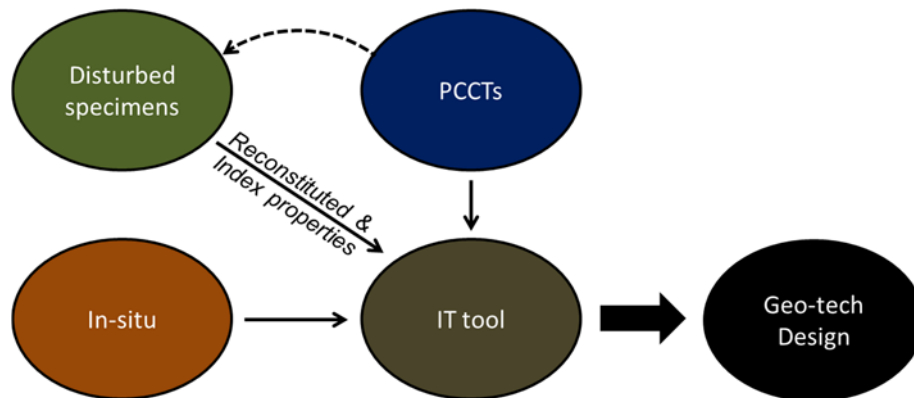 Disturbed
specimens
PCCTs
Reconstituted &
Index properties
In-situ
IT tool
Geo-tech
Design